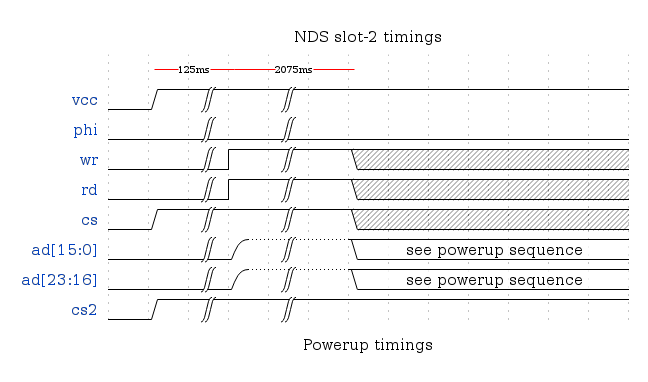 NDS slot-2 timings
125ms 2075ms
vcc
phi
wr
rd
cs
ad[15:0] see powerup sequence
ad[23:16] see powerup sequence
cs2
Powerup timings